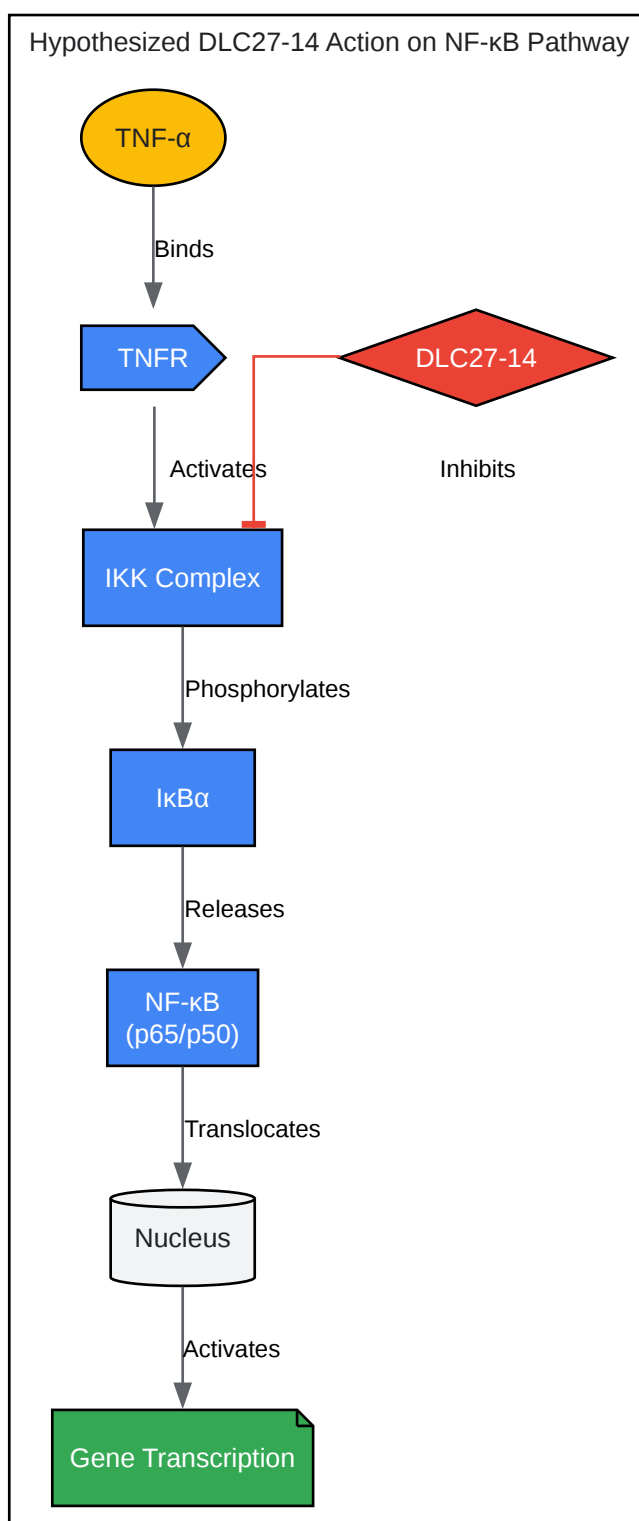 Hypothesized DLC27-14 Action on NF-κB Pathway
TNF-α
Binds
TNFR
DLC27-14
Activates
Inhibits
IKK Complex
Phosphorylates
IκBα
Releases
NF-κB
(p65/p50)
Translocates
Nucleus
Activates
Gene Transcription